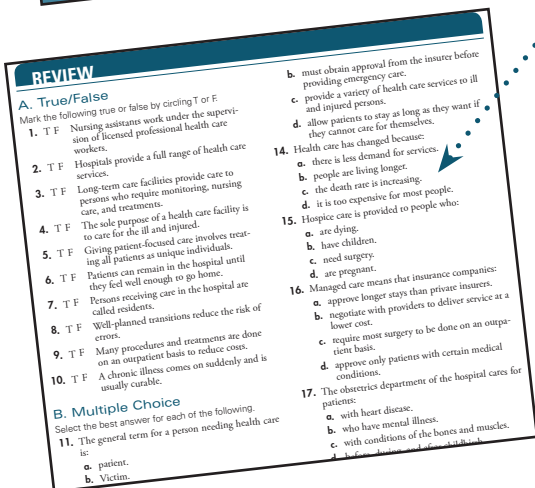 REVIEW
A. True/False
Mark the following true or false by circling T or F.
1. T F Nursing assistants work under the supervi-
sion of licensed professional health care
workers.
2. T F Hospitals provide a full range of health care
services.
3. T F Long-term care facilities provide care to
persons who require monitoring, nursing
care, and treatments.
4. T F The sole purpose of a health care facility is
to care for the ill and injured.
5. T F Giving patient-focused care involves treat-
ing all patients as unique individuals.
6. T F Patients can remain in the hospital until
they feel well enough to go home.
7. T F Persons receiving care in the hospital are
called residents.
8. T F Well-planned transitions reduce the risk of
errors.
9. T F Many procedures and treatments are done
on an outpatient basis to reduce costs.
10. T F A chronic illness comes on suddenly and is
usually curable.
B. Multiple Choice
Select the best answer for each of the following.
11. The general term for a person needing health care
is:
a. patient.
b. Victim.
b. must obtain approval from the insurer before
providing emergency care.
c. provide a variety of health care services to ill
and injured persons.
d. allow patients to stay as long as they want if
they cannot care for themselves.
14. Health care has changed because:
a. there is less demand for services.
b. people are living longer.
c. the death rate is increasing.
d. it is too expensive for most people.
15. Hospice care is provided to people who:
a. are dying.
b. have children.
c. need surgery.
d. are pregnant.
16. Managed care means that insurance companies:
a. approve longer stays than private insurers.
b. negotiate with providers to deliver service at a
lower cost.
c. require most surgery to be done on an outpa-
tient basis.
d. approve only patients with certain medical
conditions.
17. The obstetrics department of the hospital cares for
patients:
a. with heart disease.
b. who have mental illness.
c. with conditions of the bones and muscles.
d. before, during, and after childbirth.